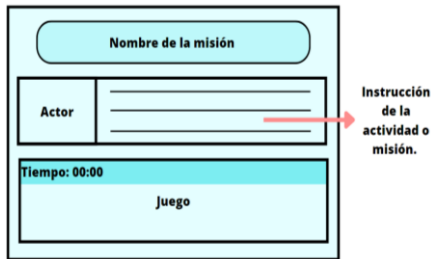 Nombre de la misión
Actor
Instrucción
de la
actividad o
misión.
Tiempo: 00:00
Juego